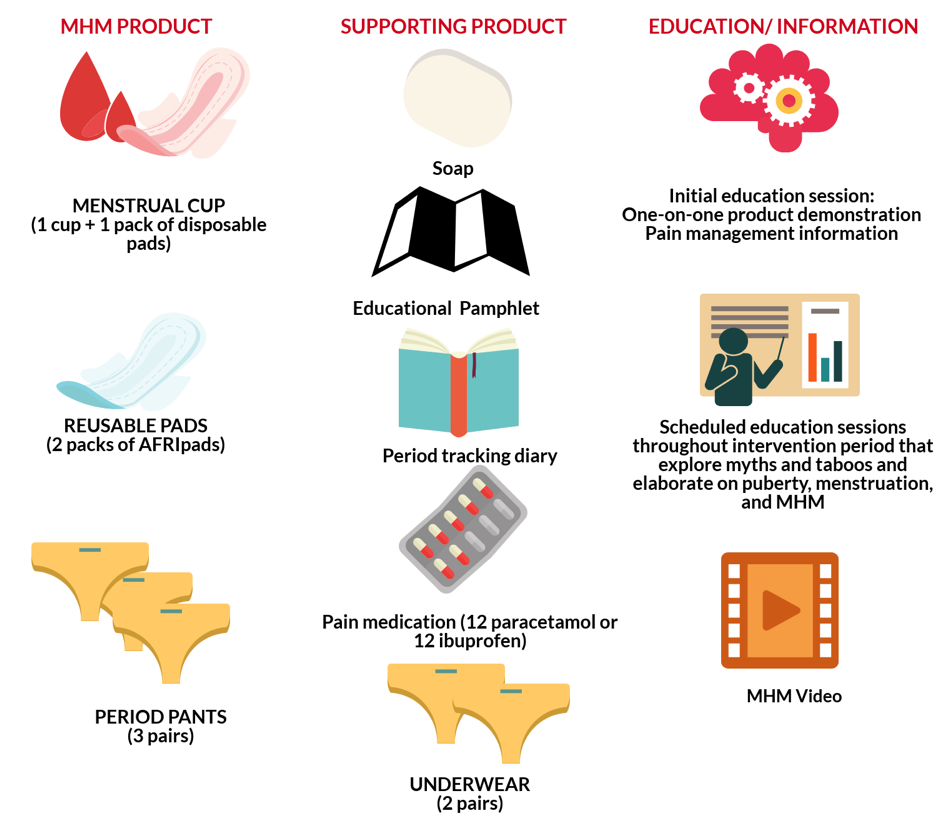 MHM PRODUCT
MENSTRUAL CUP
(1 cup + 1 pack of disposable
pads)
REUSABLE PADS
(2 packs of AFRIpads)
PERIOD PANTS
(3 pairs)
SUPPORTING PRODUCT
Soap
Educational Pamphlet
Period tracking diary
Pain medication (12 paracetamol or
12 ibuprofen)
UNDERWEAR
(2 pairs)
EDUCATION/ INFORMATION
Initial education session:
One-on-one product demonstration
Pain management information
Scheduled education sessions
throughout intervention period that
explore myths and taboos and
elaborate on puberty, menstruation,
and MHM
MHM Video